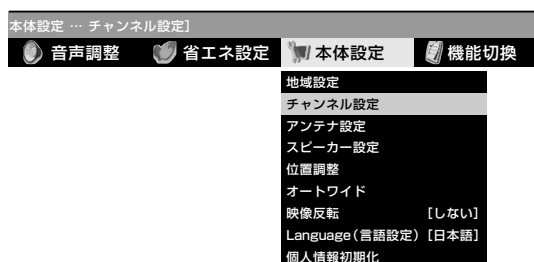 本体設定 … チャンネル設定]
音声調整 省エネ設定 本体設定 機能切換
地域設定
チャンネル設定
アンテナ設定
スピーカー設定
位置調整
オートワイド
映像反転 [しない]
Language(言語設定) [日本語]
個人情報初期化